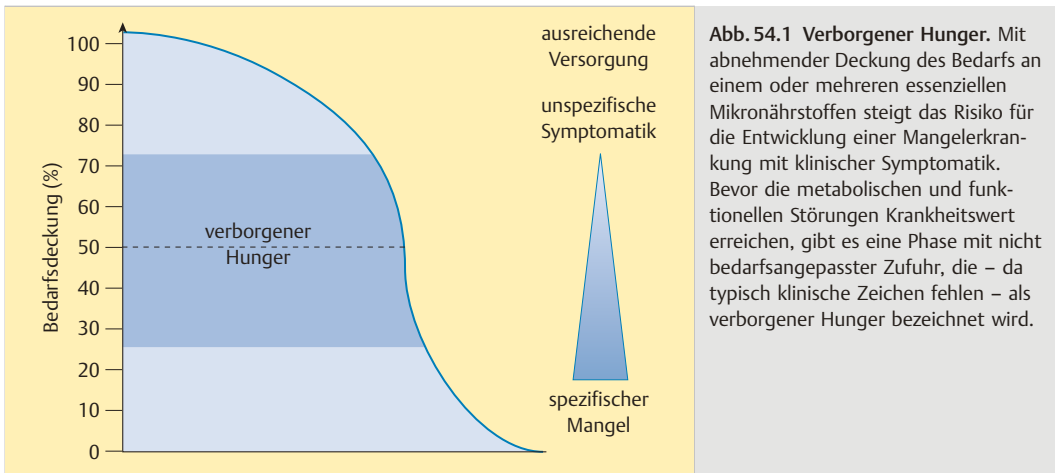 100
90
80
70
60
50
40
30
20
10
0
Bedarfsdeckung (%)
verborgener
Hunger
ausreichende
Versorgung
unspezifische
Symptomatik
spezifischer
Mangel
Abb. 54.1 Verborgener Hunger. Mit
abnehmender Deckung des Bedarfs an
einem oder mehreren essenziellen
Mikronährstoffen steigt das Risiko für
die Entwicklung einer Mangelerkran-
kung mit klinischer Symptomatik.
Bevor die metabolischen und funk-
tionellen Störungen Krankheitswert
erreichen, gibt es eine Phase mit nicht
bedarfsangepasster Zufuhr, die – da
typisch klinische Zeichen fehlen – als
verborgener Hunger bezeichnet wird.